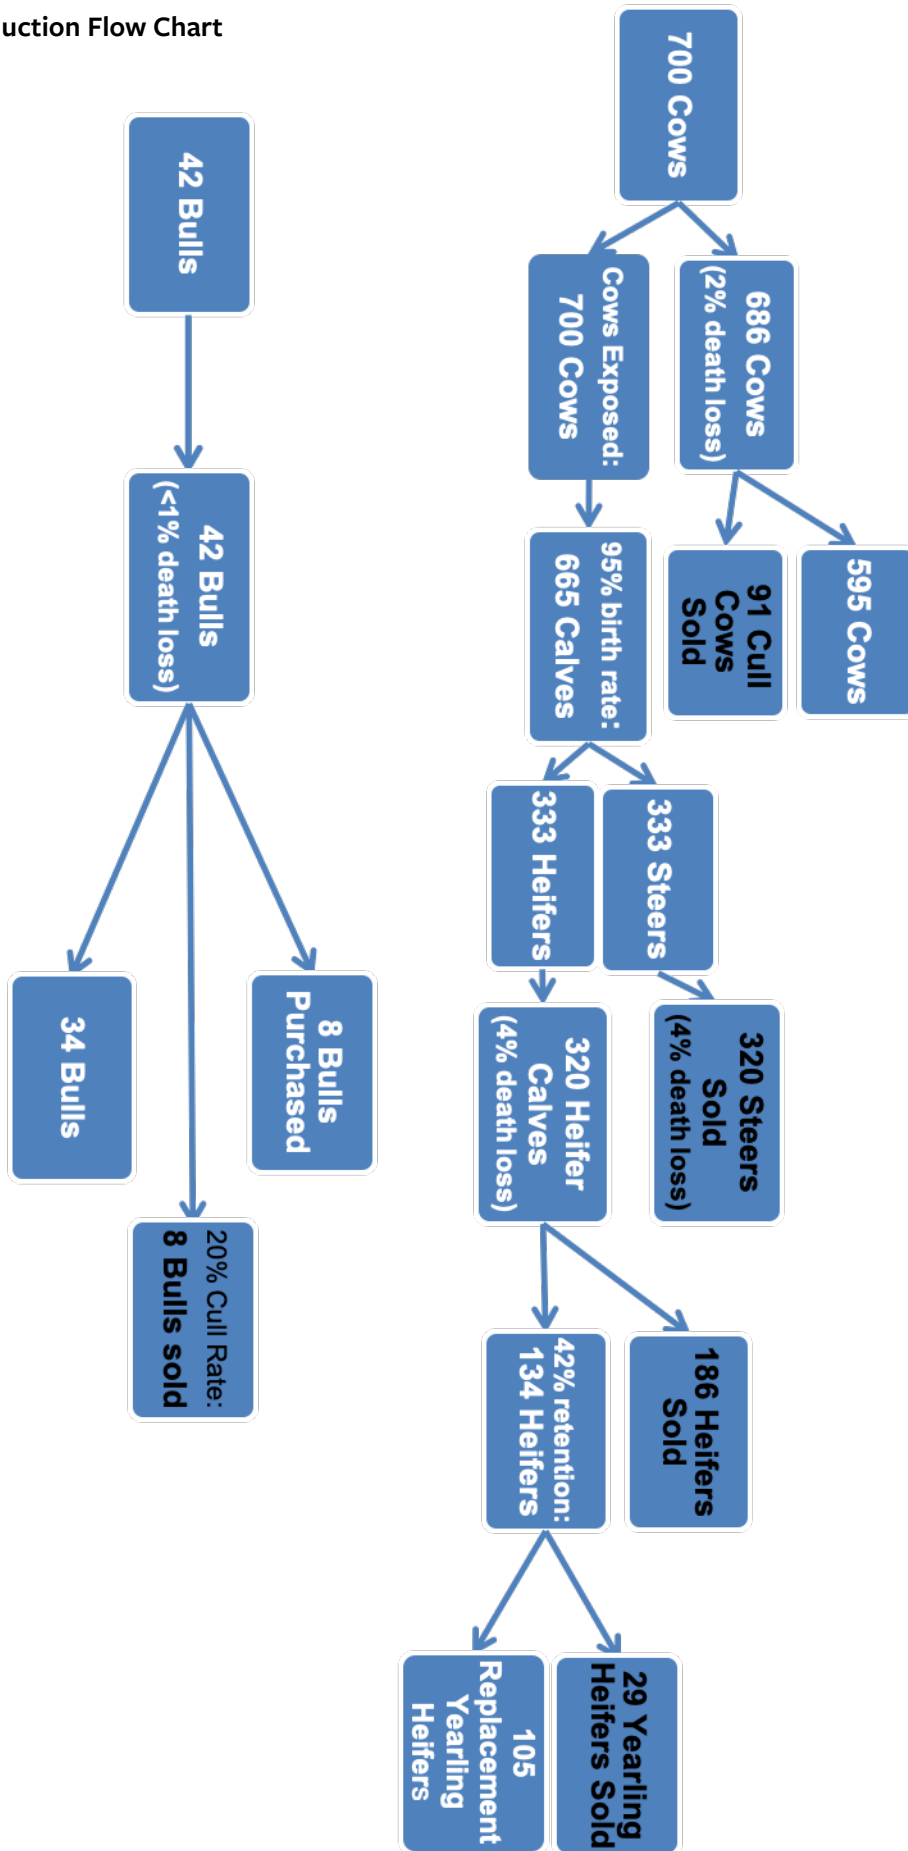 uction Flow Chart
700 Cows
686 Cows
(2% death loss)
Cows Exposed:
700 Cows
595 Cows
91 Cull
Cows
Sold
95% birth rate:
665 Calves
333 Steers
333 Heifers
320 Steers
Sold
(4% death loss)
320 Heifer
Calves
(4% death loss)
186 Heifers
Sold
42% retention:
134 Heifers
29 Yearling
Heifers Sold
105
Replacement
Yearling
Heifers
42 Bulls
42 Bulls
(<1% death loss)
8 Bulls
Purchased
20% Cull Rate:
8 Bulls sold
34 Bulls